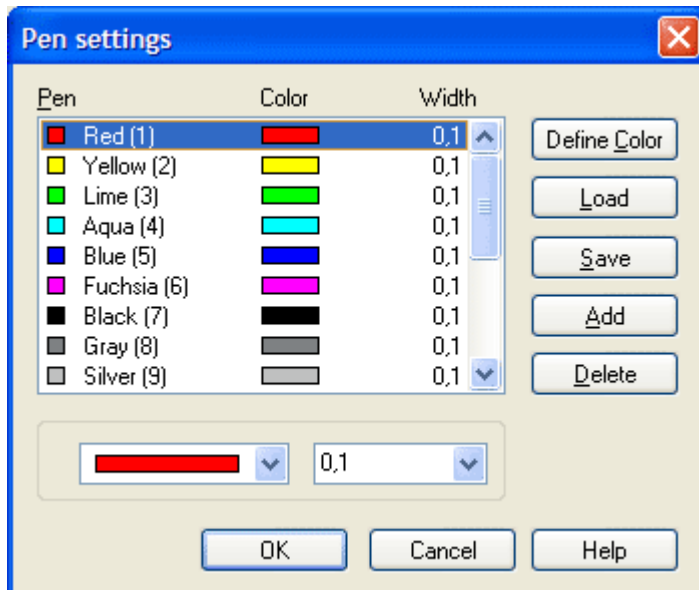 Pen settings
Pen Color Width
Red (1) 0,1
Yellow (2) 0,1
Lime (3) 0,1
Aqua (4) 0,1
Blue (5) 0,1
Fuchsia (6) 0,1
Black (7) 0,1
Gray (8) 0,1
Silver (9) 0,1
Define Color
Load
Save
Add
Delete
0,1
OK Cancel Help